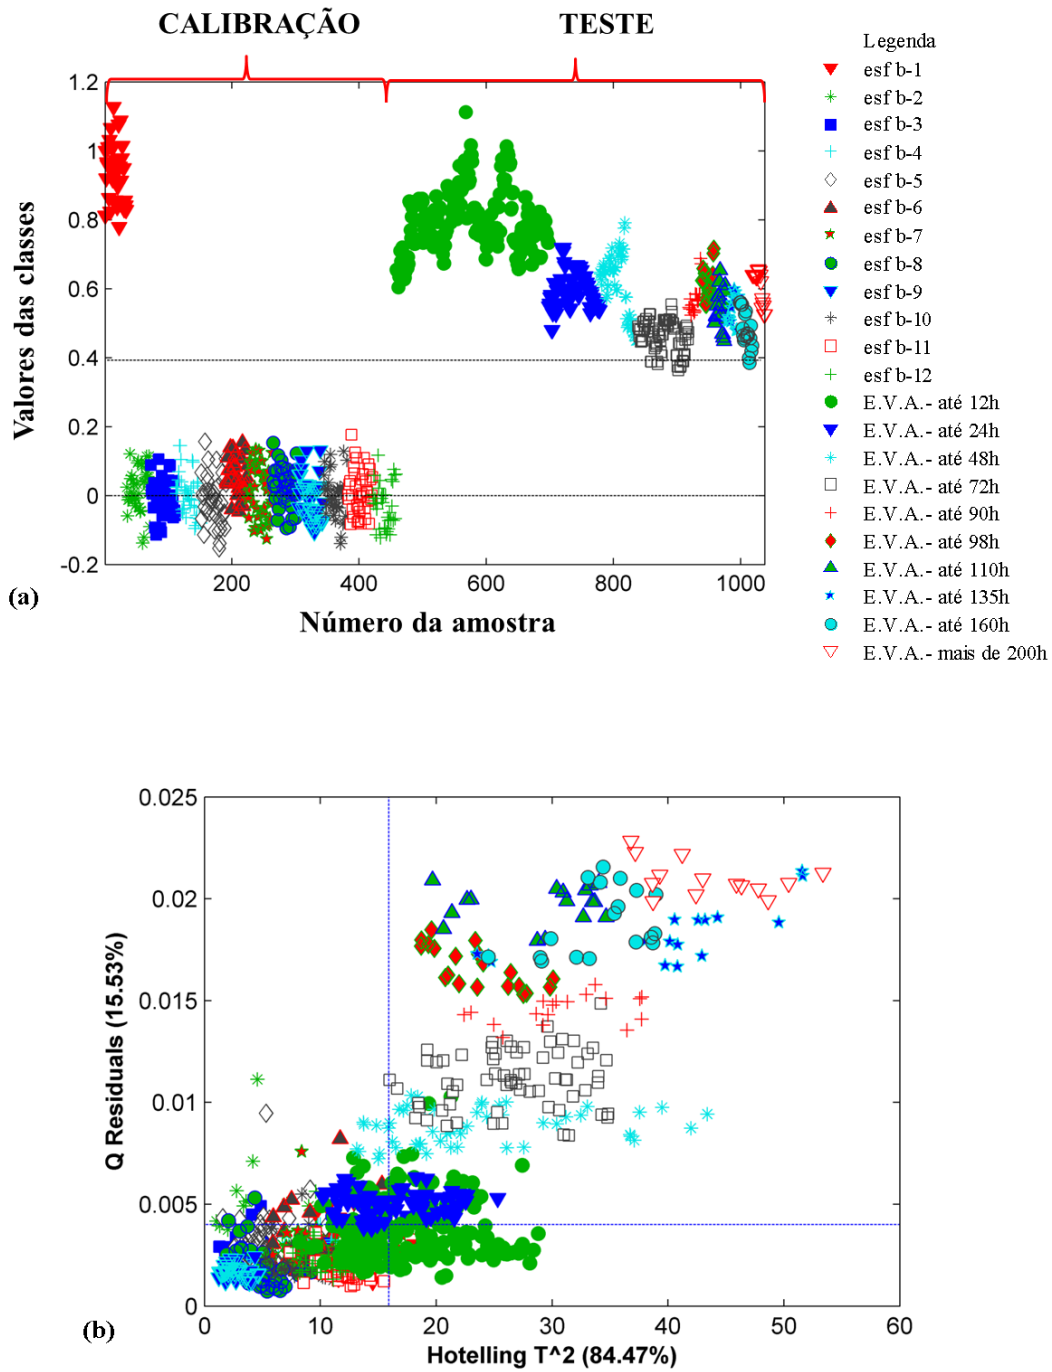 (a)
CALIBRAÇÃO
TESTE
Valores das classes
1.2
1
0.8
0.6
0.4
0.2
0
-0.2
200
400
600
800
1000
Número da amostra
Legenda
esf b-1
esf b-2
esf b-3
esf b-4
esf b-5
esf b-6
esf b-7
esf b-8
esf b-9
esf b-10
esf b-11
esf b-12
E.V.A.- até 12h
E.V.A.- até 24h
E.V.A.- até 48h
E.V.A.- até 72h
E.V.A.- até 90h
E.V.A.- até 98h
E.V.A.- até 110h
E.V.A.- até 135h
E.V.A.- até 160h
E.V.A.- mais de 200h
(b)
Q Residuals (15.53%)
0.025
0.02
0.015
0.01
0.005
0
0
10
20
30
40
50
60
Hotelling T^2 (84.47%)